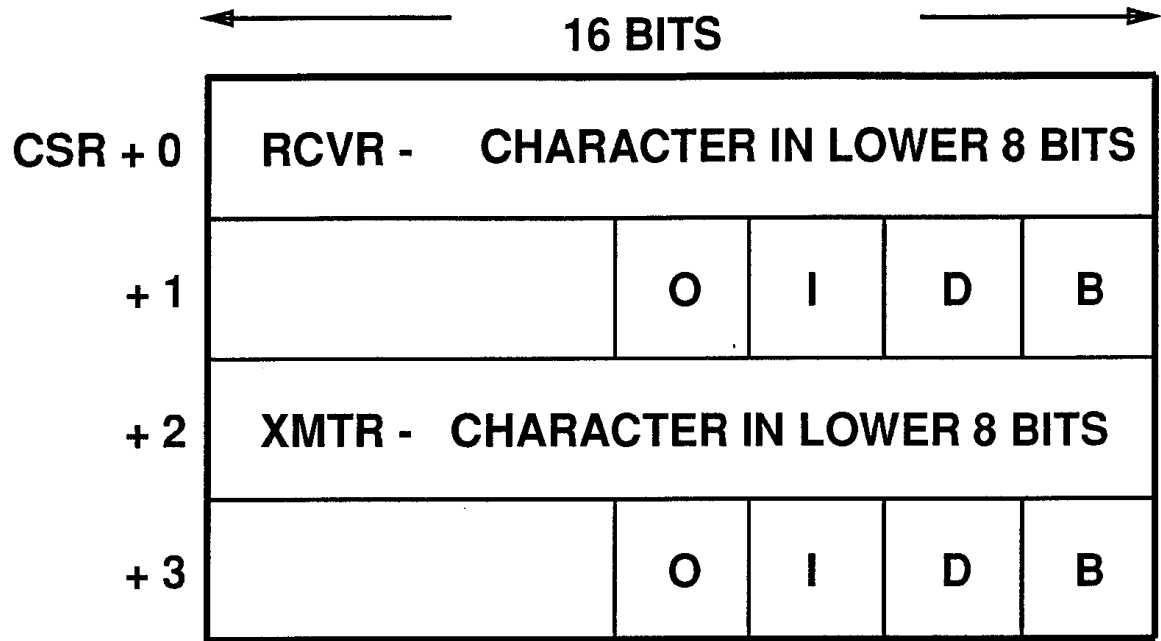 16 BITS
CSR + 0 RCVR - CHARACTER IN LOWER 8 BITS
+ 1 O I D B
+ 2 XMTR - CHARACTER IN LOWER 8 BITS
+ 3 O I D B